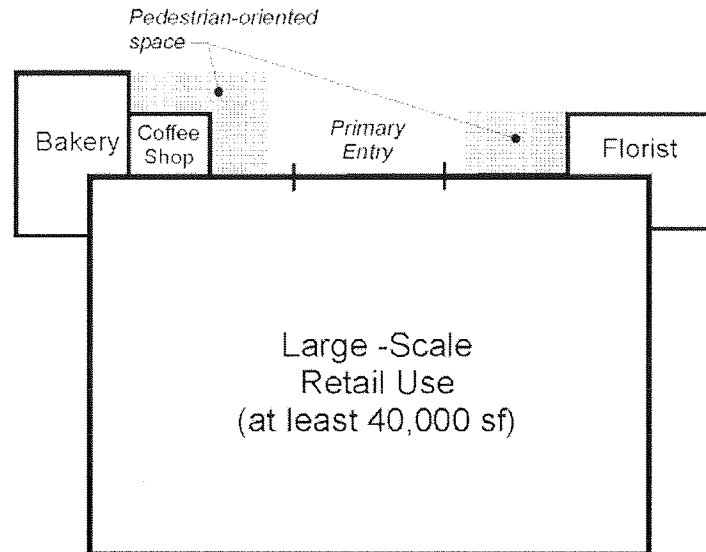 Pedestrian-oriented
space
Bakery
Coffee
Shop
Primary
Entry
Florist
Large -Scale
Retail Use
(at least 40,000 sf)